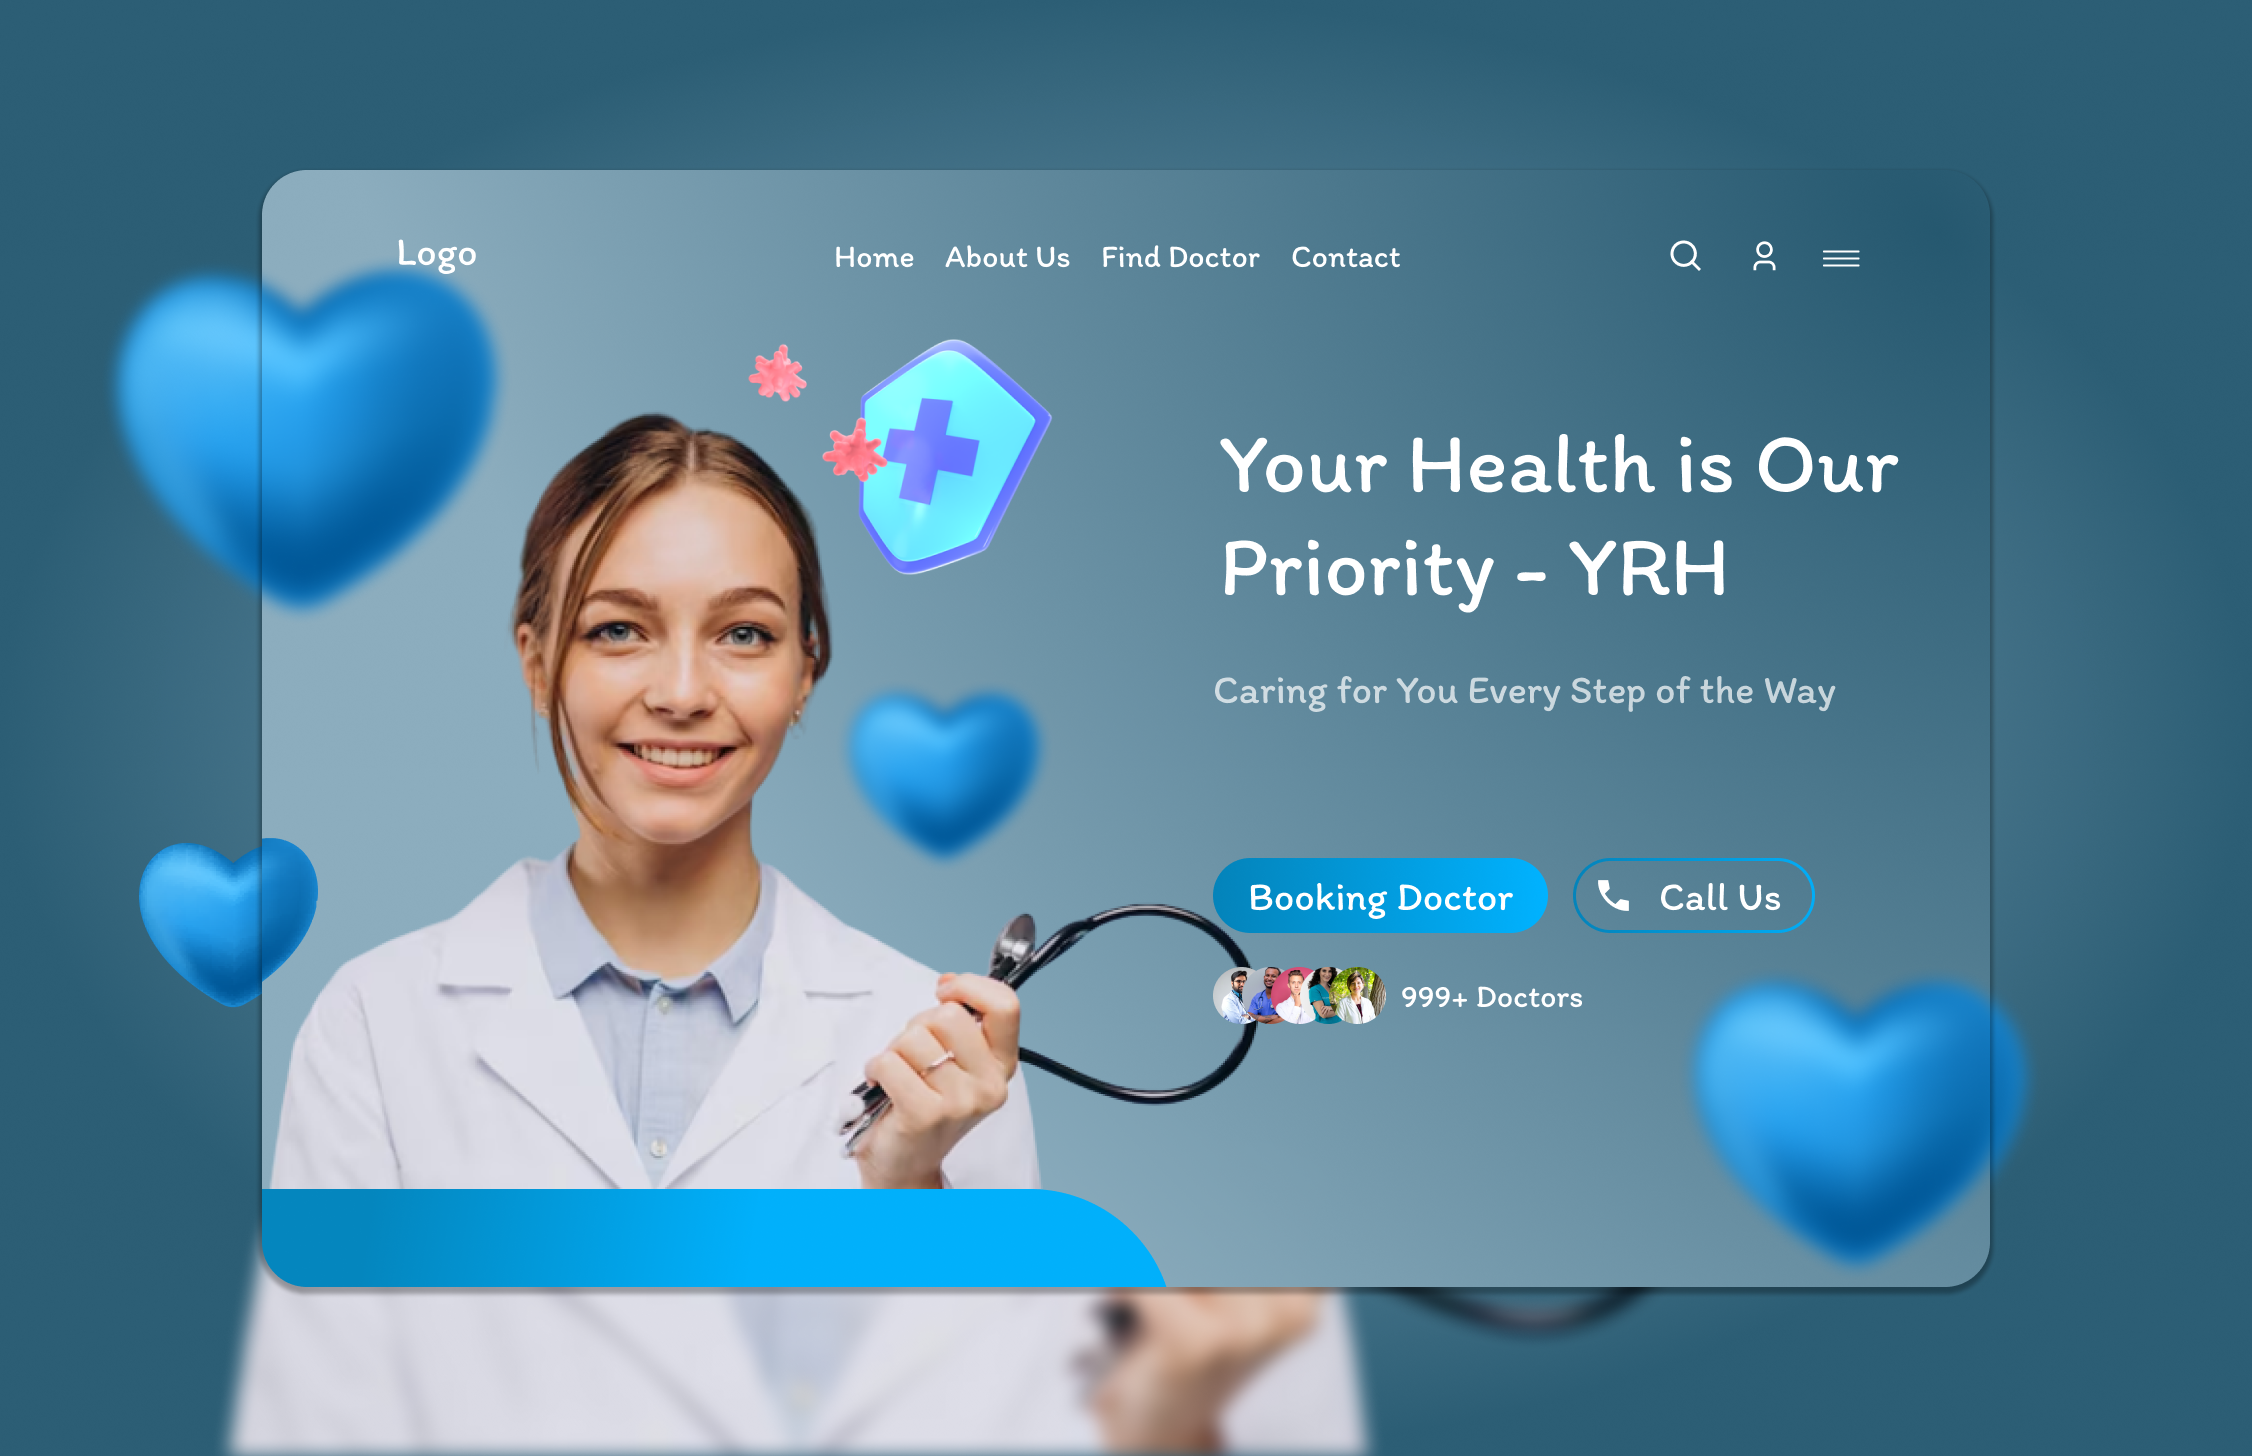 Logo
Home About Us Find Doctor Contact
Your Health is Our
Priority - YRH
Caring for You Every Step of the Way
Booking Doctor Call Us
999+ Doctors